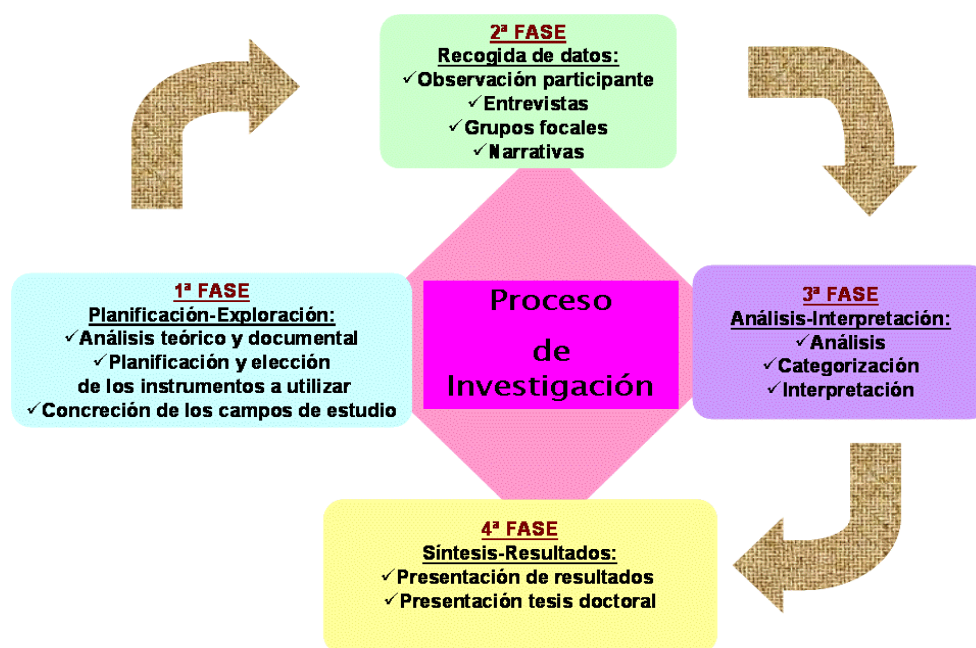 2ª FASE
Recogida de datos:
✓Observación participante
✓Entrevistas
✓Grupos focales
✓Narrativas
1ª FASE
Planificación-Exploración:
✓Análisis teórico y documental
✓Planificación y elección
de los instrumentos a utilizar
✓Concreción de los campos de estudio
Proceso
de
Investigación
3ª FASE
Análisis-Interpretación:
✓Análisis
✓Categorización
✓Interpretación
4ª FASE
Síntesis-Resultados:
✓Presentación de resultados
✓Presentación tesis doctoral